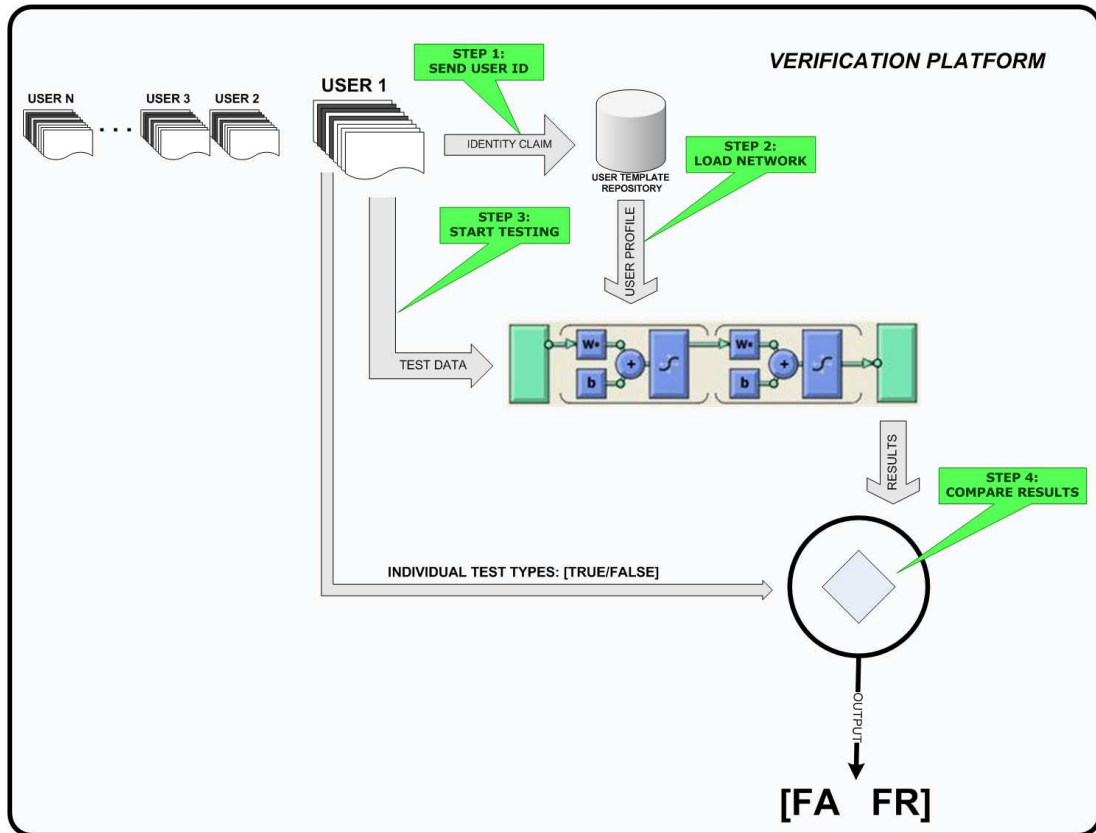 VERIFICATION PLATFORM
STEP 1:
SEND USER ID
USER N
. . .
USER 3
USER 2
USER 1
IDENTITY CLAIM
USER TEMPLATE
REPOSITORY
STEP 2:
LOAD NETWORK
STEP 3:
START TESTING
USER PROFILE
TEST DATA
W*
b
+
W*
b
+
RESULTS
STEP 4:
COMPARE RESULTS
INDIVIDUAL TEST TYPES: [TRUE/FALSE]
OUTPUT
[FA FR]